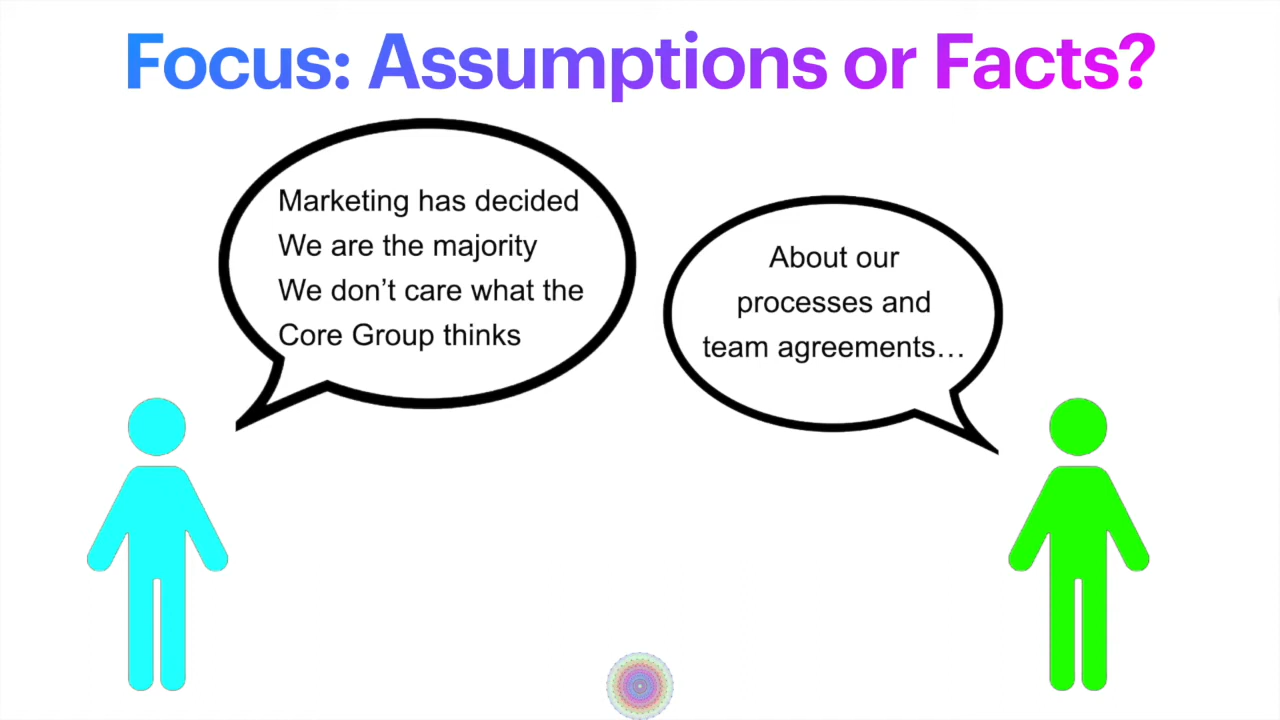 Focus: Assumptions or Facts?
Marketing has decided
We are the majority
We don’t care what the
Core Group thinks
About our
processes and
team agreements…